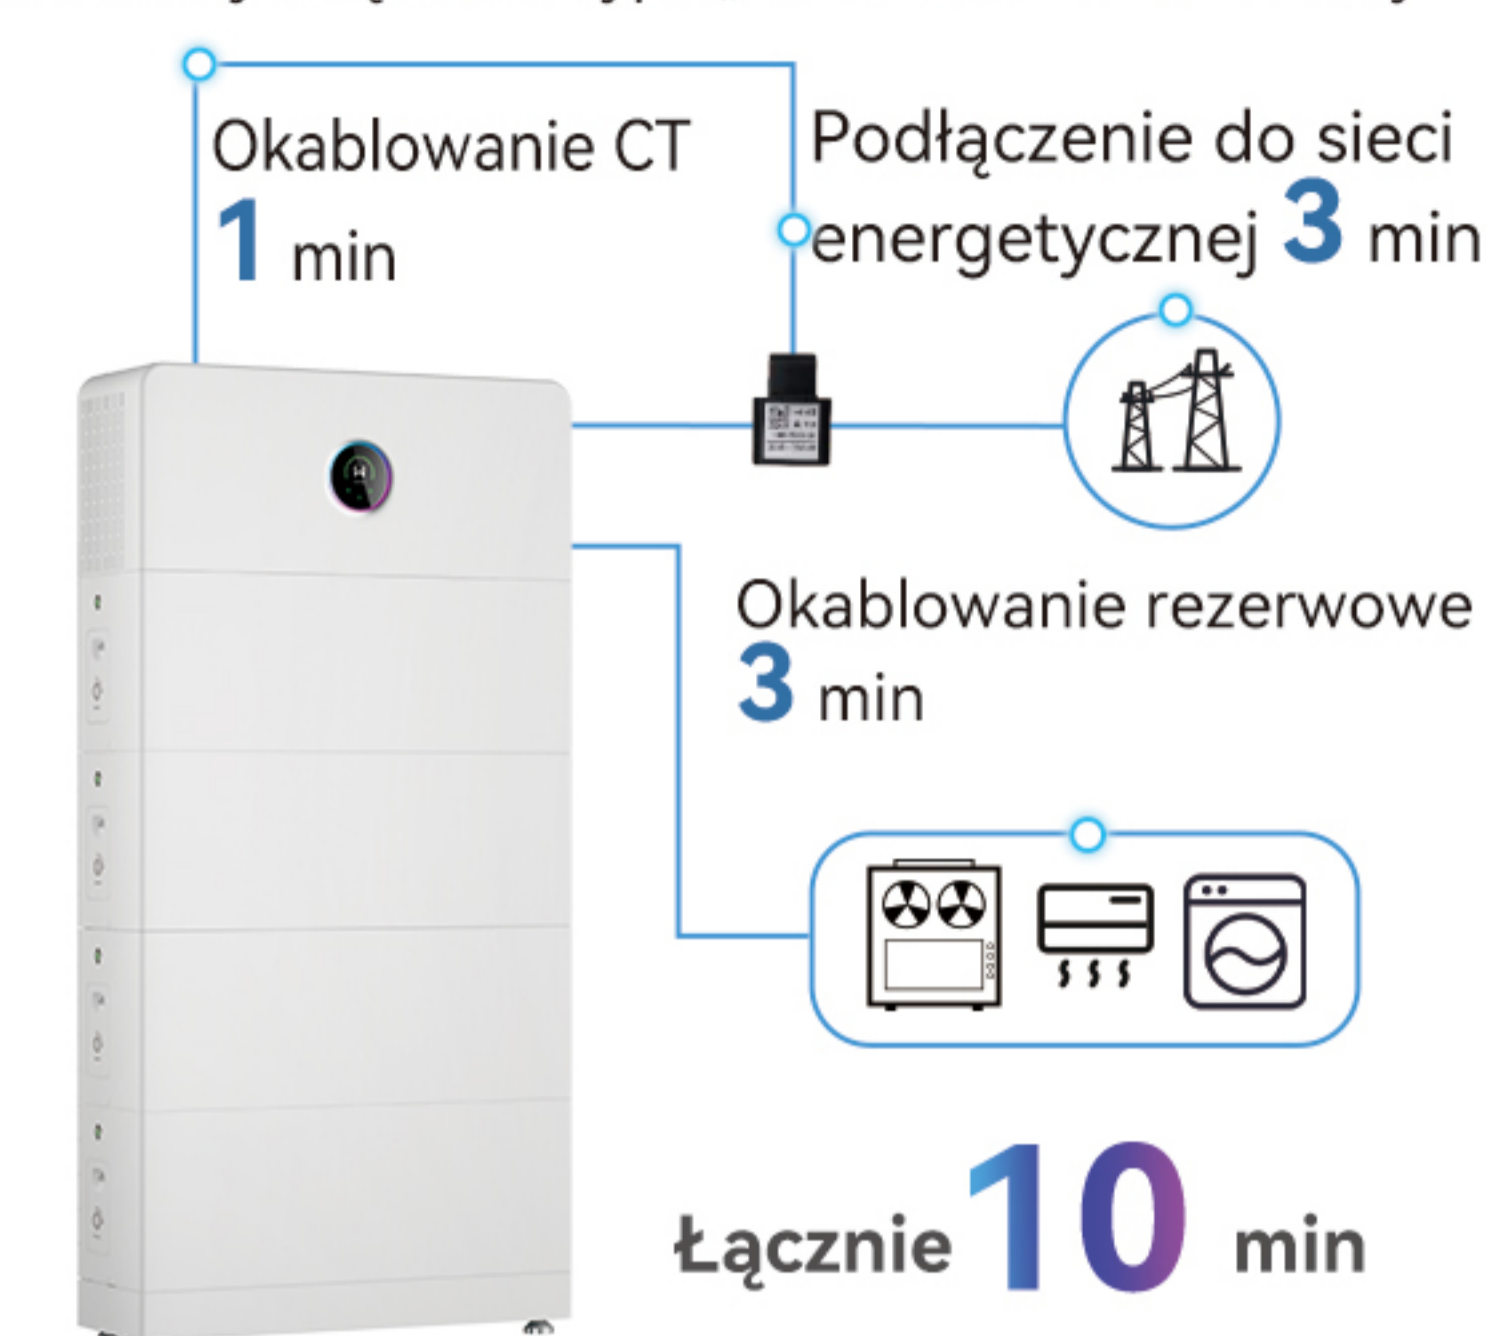 Okablowanie CT
1 min
Podłączenie do sieci
energetycznej 3 min
Okablowanie rezerwowe
3 min
Łącznie 10 min